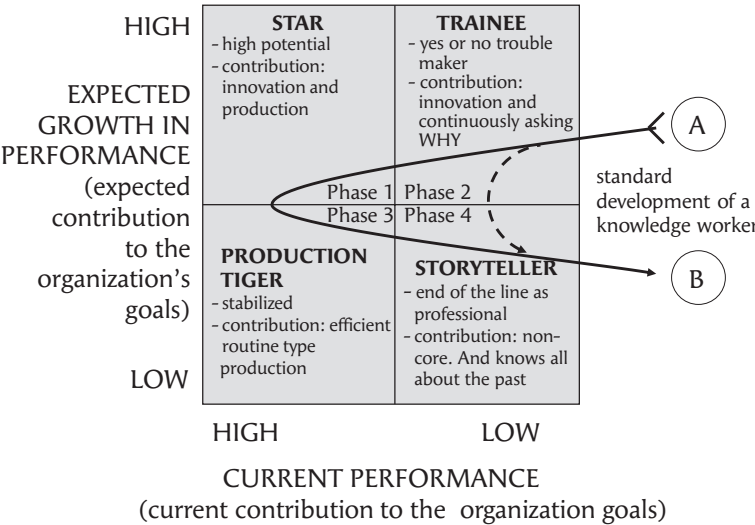 HIGH
EXPECTED
GROWTH IN
PERFORMANCE
(expected
contribution
to the
organization's
goals)
LOW
STAR
- high potential
- contribution:
innovation and
production
TRAINEE
- yes or no trouble
maker
- contribution:
innovation and
continuously asking
WHY
Phase 1
Phase 2
Phase 3
Phase 4
PRODUCTION
TIGER
- stabilized
- contribution: efficient
routine type
production
STORYTELLER
- end of the line as
professional
- contribution: non-
core. And knows all
about the past
A
standard
development of a
knowledge worker
B
HIGH
LOW
CURRENT PERFORMANCE
(current contribution to the organization goals)